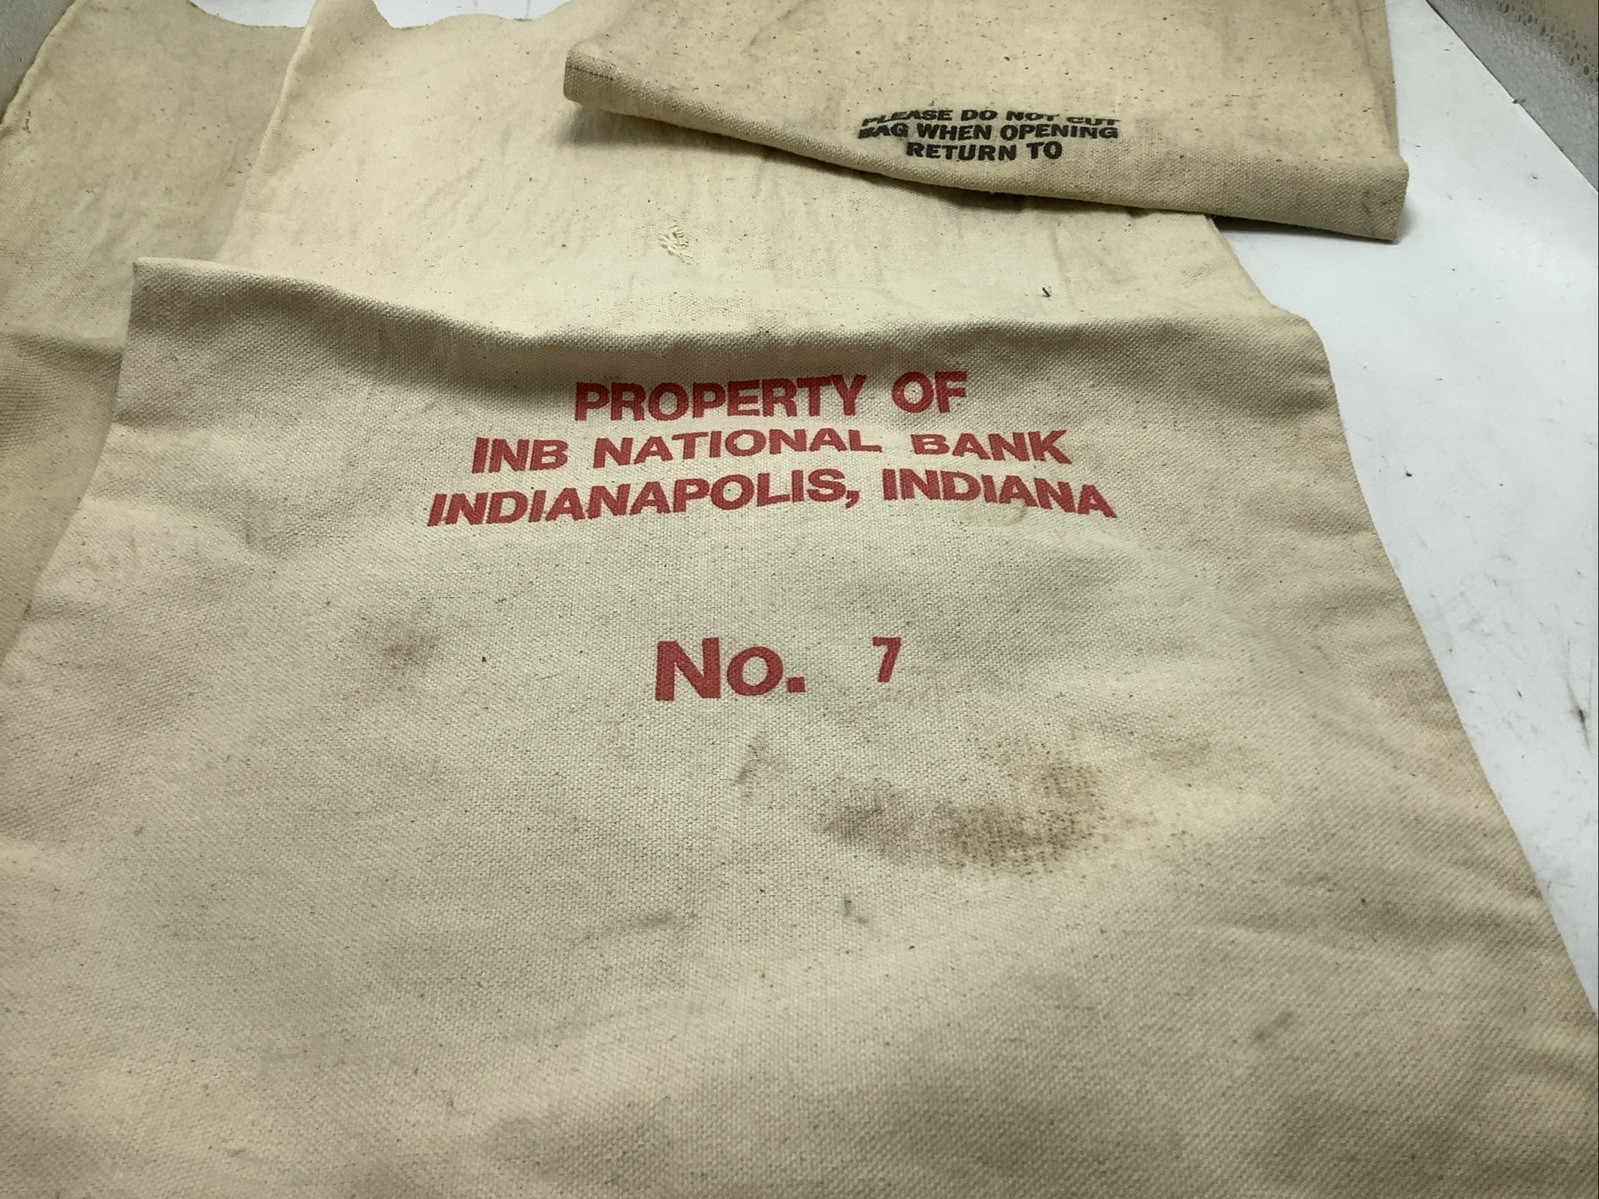 PLEASE DO NOT CUT
BAG WHEN OPENING
RETURN TO
PROPERTY OF
INB NATIONAL BANK
INDIANAPOLIS, INDIANA
No. 7